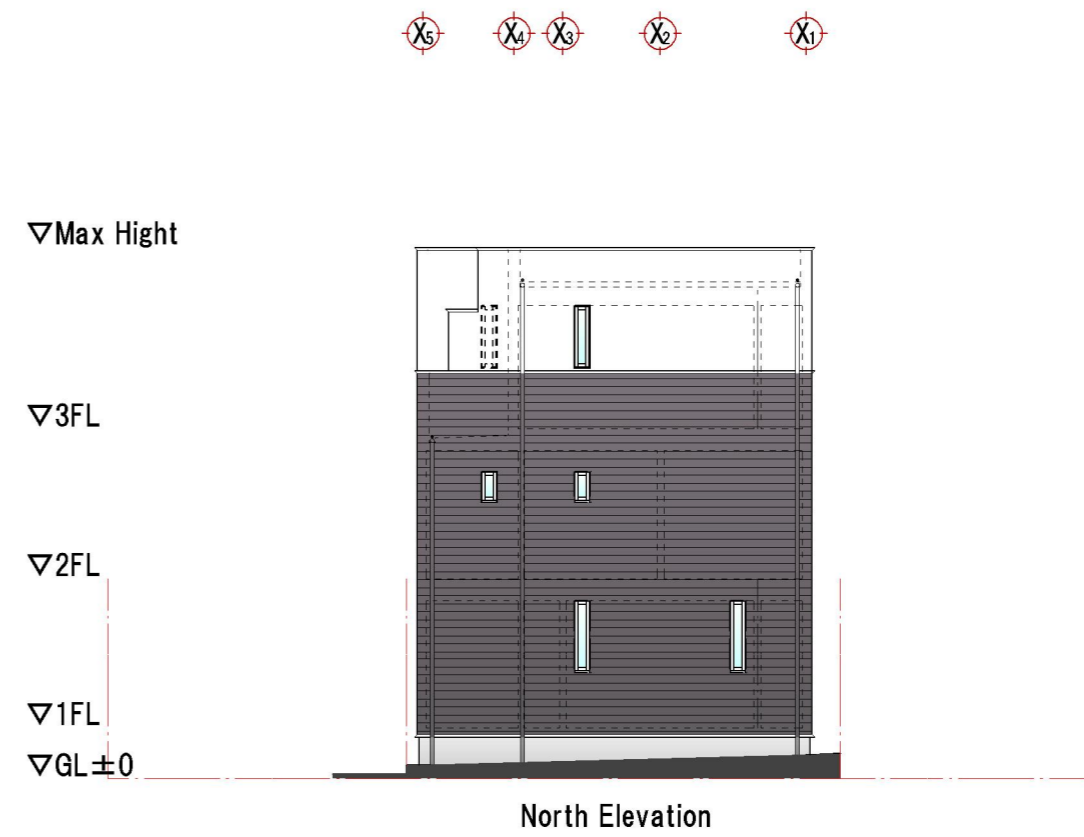 X5 X4 X3 X2 X1
▽Max Hight
▽3FL
▽2FL
▽1FL
▽GL±0
North Elevation